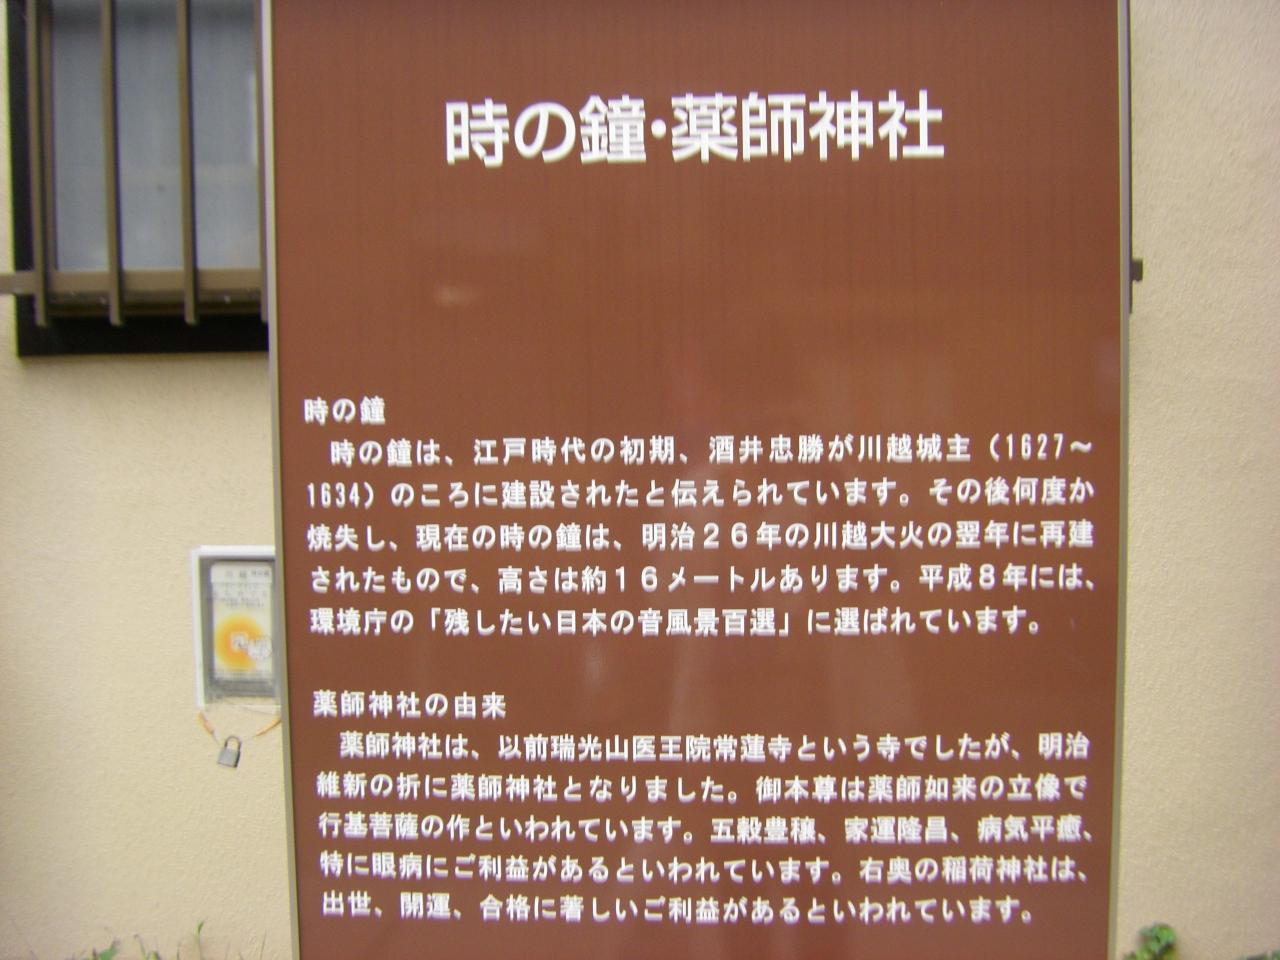 時の鐘・薬師神社
時の鐘
時の鐘は、江戸時代の初期、酒井忠勝が川越城主（1627～
1634）のころに建設されたと伝えられています。その後何度か
焼失し、現在の時の鐘は、明治２６年の川越大火の翌年に再建
されたもので、高さは約１６メートルあります。平成８年には、
環境庁の「残したい日本の音風景百選」に選ばれています。
薬師神社の由来
薬師神社は、以前瑞光山医王院常蓮寺という寺でしたが、明治
維新の折に薬師神社となりました。御本尊は薬師如来の立像で
行基菩薩の作といわれています。五穀豊穣、家運隆昌、病気平癒、
特に眼病にご利益があるといわれています。右奥の稲荷神社は、
出世、開運、合格に著しいご利益があるといわれています。